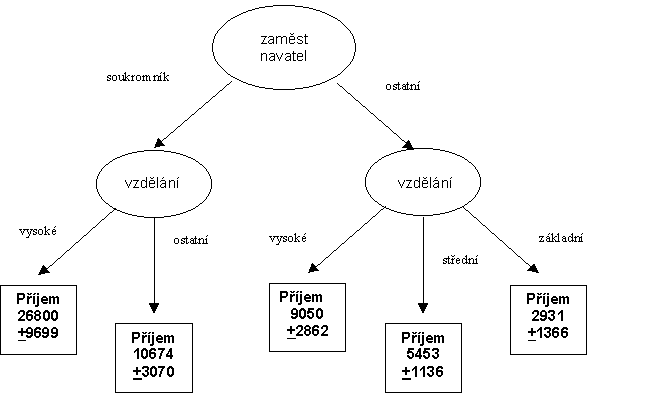 zaměst
navatel
soukromník
ostatní
vzdělání
vzdělání
vysoké
ostatní
vysoké
střední
základní
Příjem
26800
+9699
Příjem
10674
+3070
Příjem
9050
+2862
Příjem
5453
+1136
Příjem
2931
+1366